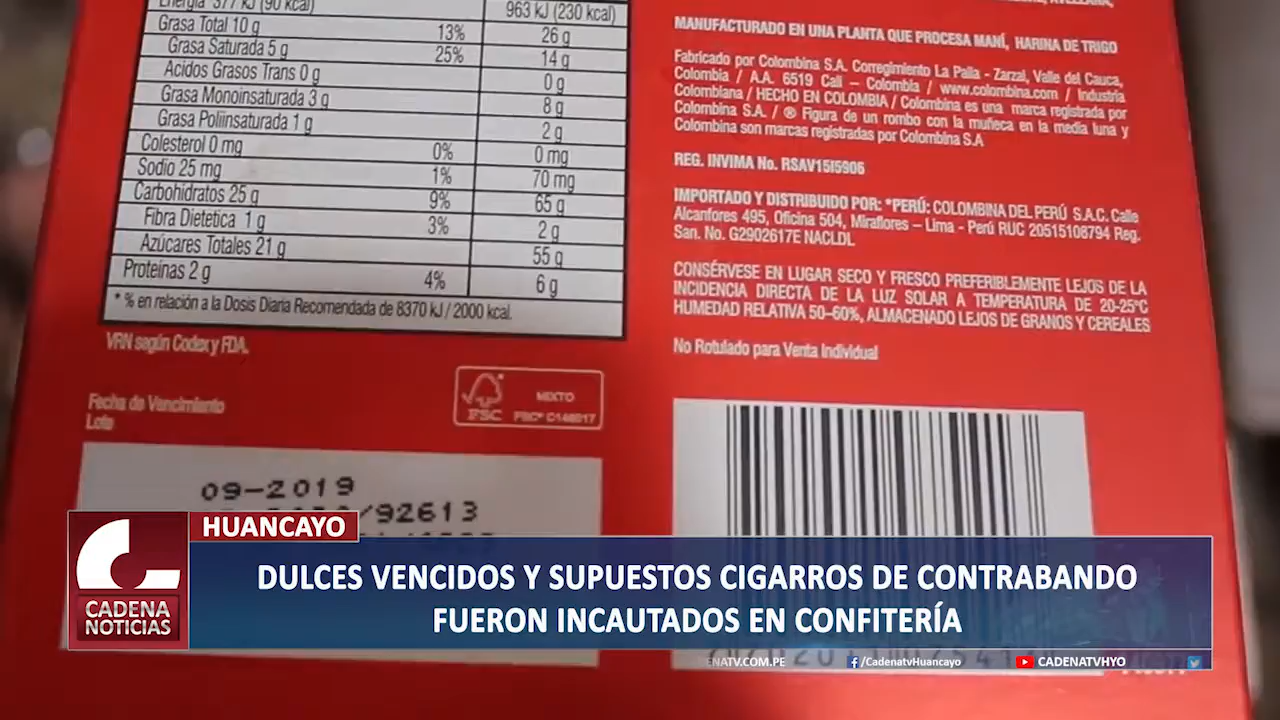 Energía 377 kJ (90 kcal) 963 kJ (230 kcal)
Grasa Total 10 g 13% 26 g
Grasa Saturada 5 g 25% 14 g
Acidos Grasos Trans 0 g 0 g
Grasa Monoinsaturada 3 g 8 g
Grasa Poliinsaturada 1 g 2 g
Colesterol 0 mg 0% 0 mg
Sodio 25 mg 1% 70 mg
Carbohidratos 25 g 9% 65 g
Fibra Dietetica 1 g 3% 2 g
Azúcares Totales 21 g 55 g
Proteínas 2 g 4% 6 g
* % en relación a la Dosis Diaria Recomendada de 8370 kJ / 2000 kcal.
VRN según Codex y FDA.
Fecha de Vencimiento
Lote
MIXTO
FSC FSC® C148017
09-2019
/92613
MANUFACTURADO EN UNA PLANTA QUE PROCESA MANÍ, HARINA DE TRIGO
Fabricado por Colombina S.A. Corregimiento La Paila - Zarzal, Valle del Cauca,
Colombia / A.A. 6519 Cali – Colombia / www.colombina.com / Industria
Colombiana / HECHO EN COLOMBIA / Colombina es una marca registrada por
Colombina S.A. / ® Figura de un rombo con la muñeca en la media luna y
Colombina son marcas registradas por Colombina S.A
REG. INVIMA No. RSAV15I5906
IMPORTADO Y DISTRIBUIDO POR: *PERÚ: COLOMBINA DEL PERÚ S.A.C. Calle
Alcanfores 495, Oficina 504, Miraflores – Lima - Perú RUC 20515108794 Reg.
San. No. G2902617E NACLDL
CONSÉRVESE EN LUGAR SECO Y FRESCO PREFERIBLEMENTE LEJOS DE LA
INCIDENCIA DIRECTA DE LA LUZ SOLAR A TEMPERATURA DE 20-25°C
HUMEDAD RELATIVA 50–60%, ALMACENADO LEJOS DE GRANOS Y CEREALES
No Rotulado para Venta Individual
HUANCAYO
DULCES VENCIDOS Y SUPUESTOS CIGARROS DE CONTRABANDO
FUERON INCAUTADOS EN CONFITERÍA
CADENA
NOTICIAS
ENATV.COM.PE /CadenatvHuancayo CADENATVHYO